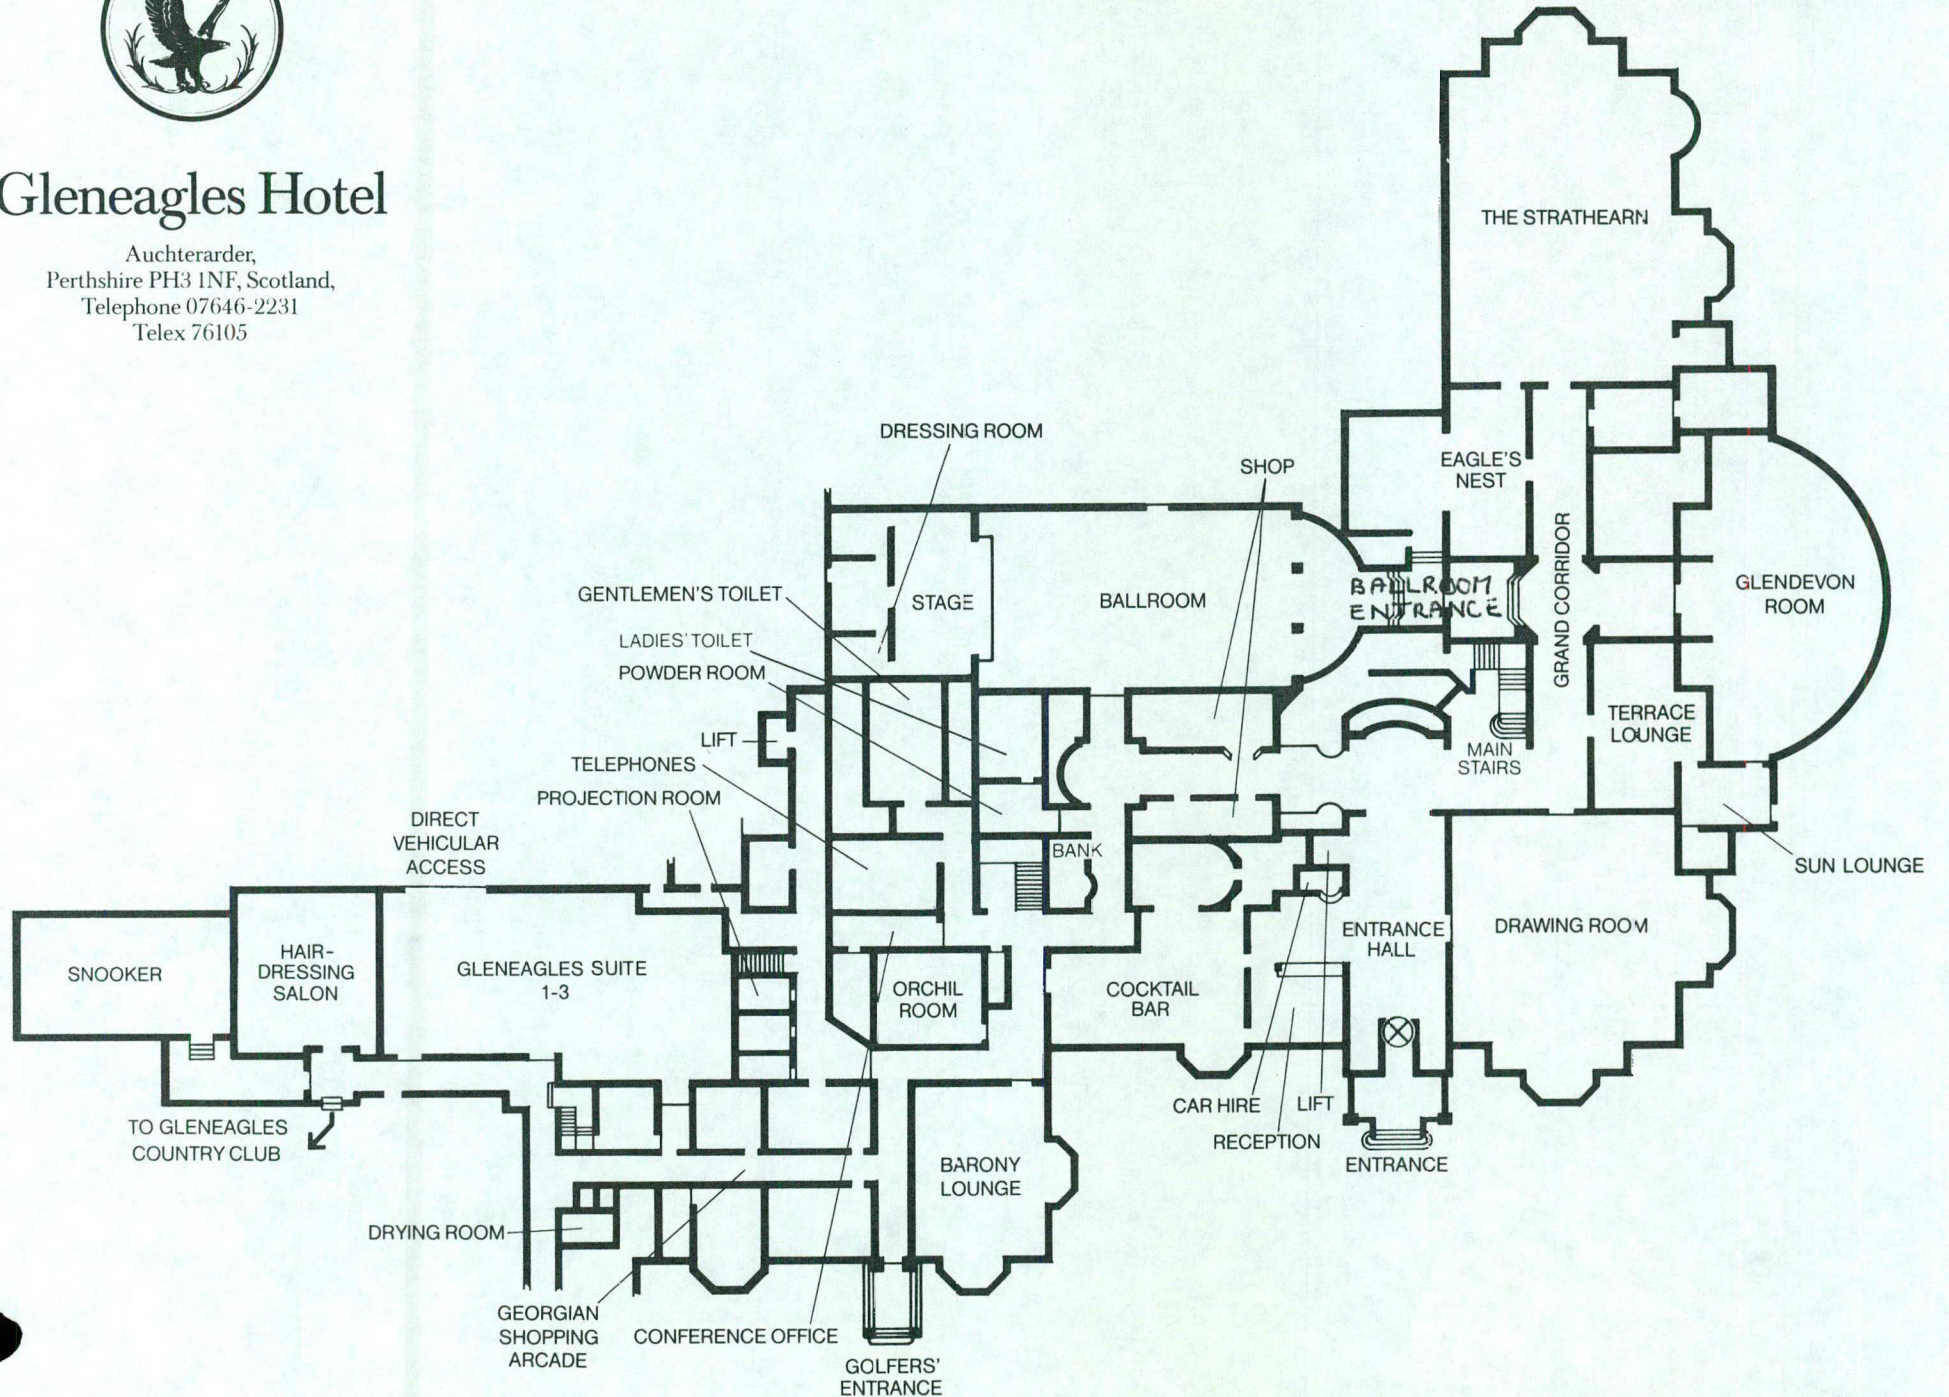 Gleneagles Hotel
Auchterarder,
Perthshire PH3 1NF, Scotland,
Telephone 07646-2231
Telex 76105
THE STRATHEARN
DRESSING ROOM
SHOP
EAGLE'S
NEST
GRAND CORRIDOR
GENTLEMEN'S TOILET
LADIES' TOILET
POWDER ROOM
STAGE
BALLROOM
BALLROOM
ENTRANCE
GLENDEVON
ROOM
LIFT
TELEPHONES
PROJECTION ROOM
MAIN
STAIRS
TERRACE
LOUNGE
DIRECT
VEHICULAR
ACCESS
BANK
SUN LOUNGE
SNOOKER
HAIR-
DRESSING
SALON
GLENEAGLES SUITE
1-3
ORCHIL
ROOM
COCKTAIL
BAR
ENTRANCE
HALL
DRAWING ROOM
TO GLENEAGLES
COUNTRY CLUB
CAR HIRE
LIFT
RECEPTION
ENTRANCE
BARONY
LOUNGE
DRYING ROOM
GEORGIAN
SHOPPING
ARCADE
CONFERENCE OFFICE
GOLFERS'
ENTRANCE